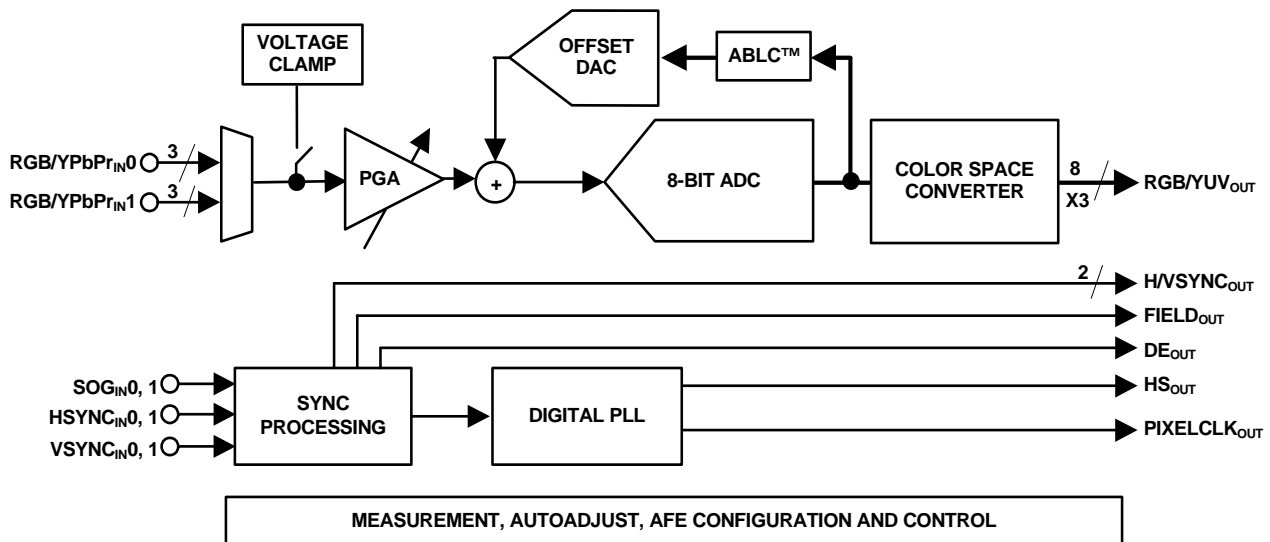 VOLTAGE
CLAMP
OFFSET
DAC
ABLC™
RGB/YPbPrIN0
3
RGB/YPbPrIN1
3
PGA
+
8-BIT ADC
COLOR SPACE
CONVERTER
8
X3
RGB/YUVOUT
2
H/VSYNCOUT
FIELDOUT
DEOUT
SOGIN0, 1
HSYNCIN0, 1
VSYNCIN0, 1
SYNC
PROCESSING
DIGITAL PLL
HSOUT
PIXELCLKOUT
MEASUREMENT, AUTOADJUST, AFE CONFIGURATION AND CONTROL